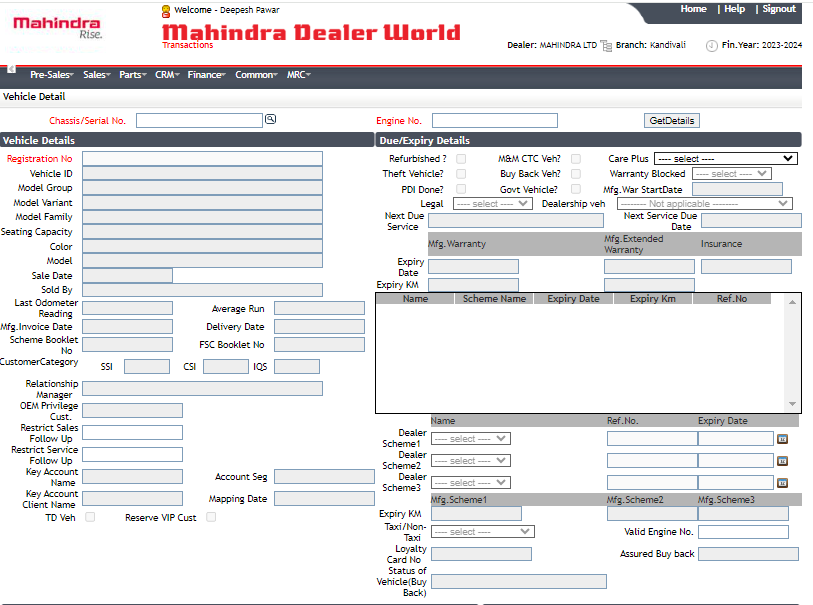 Mahindra
Rise.
Welcome - Deepesh Pawar
Mahindra Dealer World
Transactions
Home | Help | Signout
Dealer: MAHINDRA LTD Branch: Kandivali Fin.Year: 2023-2024
Pre-Sales Sales Parts CRM Finance Common MRC
Vehicle Detail
Chassis/Serial No. Engine No. GetDetails
Vehicle Details
Registration No
Vehicle ID
Model Group
Model Variant
Model Family
Seating Capacity
Color
Model
Sale Date
Sold By
Last Odometer
Reading
Average Run
Mfg.Invoice Date
Delivery Date
Scheme Booklet
No
FSC Booklet No
CustomerCategory
SSI CSI IQS
Relationship
Manager
OEM Privilege
Cust.
Restrict Sales
Follow Up
Restrict Service
Follow Up
Key Account
Name
Account Seg
Key Account
Client Name
Mapping Date
TD Veh Reserve VIP Cust
Due/Expiry Details
Refurbished ? M&M CTC Veh? Care Plus ---- select ----
Theft Vehicle? Buy Back Veh? Warranty Blocked ---- select ----
PDI Done? Govt Vehicle? Mfg.War StartDate
Legal ---- select ---- Dealership veh -------- Not applicable --------
Next Due
Service
Next Service Due
Date
Mfg.Warranty
Mfg.Extended
Warranty
Insurance
Expiry
Date
Expiry KM
Name Scheme Name Expiry Date Expiry Km Ref.No
Name Ref.No. Expiry Date
Dealer
Scheme1
---- select ----
Dealer
Scheme2
---- select ----
Dealer
Scheme3
---- select ----
Mfg.Scheme1 Mfg.Scheme2 Mfg.Scheme3
Expiry KM
Taxi/Non-
Taxi
---- select ----
Valid Engine No.
Loyalty
Card No
Assured Buy back
Status of
Vehicle(Buy
Back)